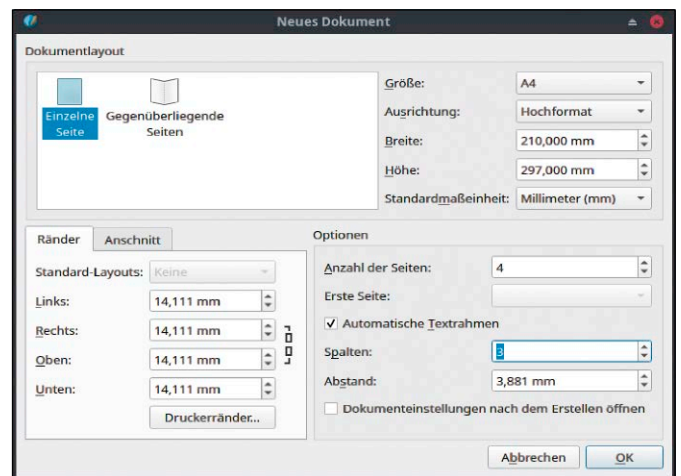 Neues Dokument
Dokumentlayout
Einzelne
Seite
Gegenüberliegende
Seiten
Größe:
A4
Ausrichtung:
Hochformat
Breite:
210,000 mm
Höhe:
297,000 mm
Standardmaßeinheit:
Millimeter (mm)
Ränder
Anschnitt
Standard-Layouts:
Keine
Links:
14,111 mm
Rechts:
14,111 mm
Oben:
14,111 mm
Unten:
14,111 mm
Druckerränder...
Optionen
Anzahl der Seiten:
4
Erste Seite:
Automatische Textrahmen
Spalten:
3
Abstand:
3,881 mm
Dokumenteinstellungen nach dem Erstellen öffnen
Abbrechen
OK